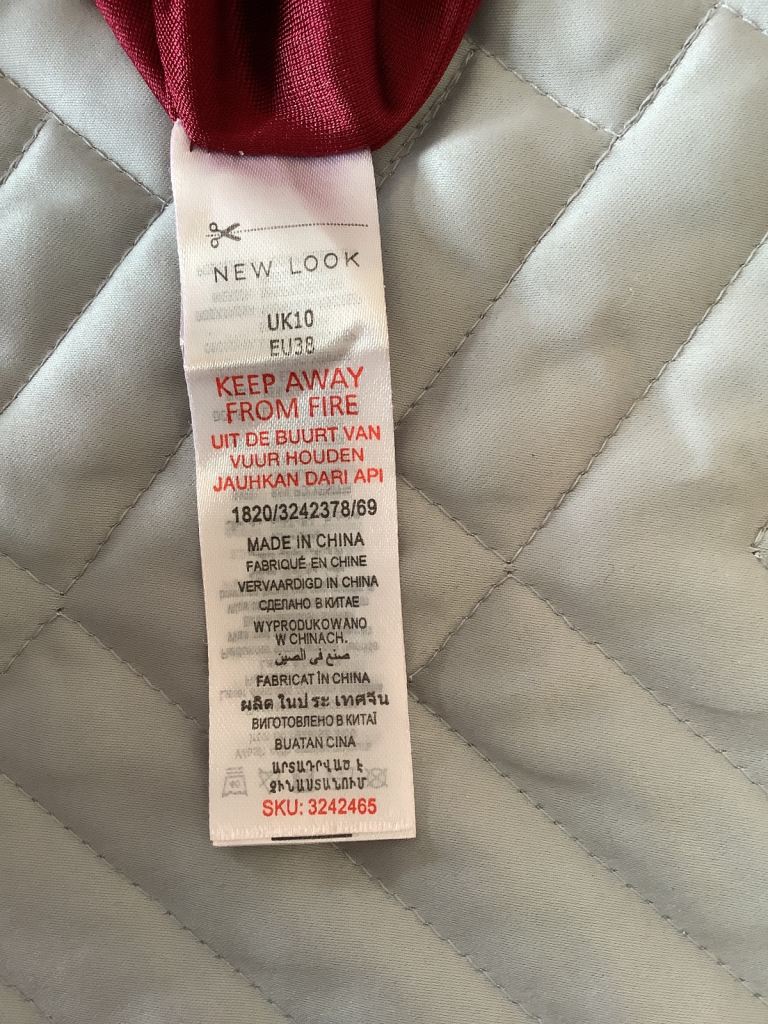 NEW LOOK
UK10
EU38
KEEP AWAY
FROM FIRE
UIT DE BUURT VAN
VUUR HOUDEN
JAUHKAN DARI API
1820/3242378/69
MADE IN CHINA
FABRIQUÉ EN CHINE
VERVAARDIGD IN CHINA
СДЕЛАНО В КИТАЕ
WYPRODUKOWANO
W CHINACH.
صنع في الصين
FABRICAT ÎN CHINA
ผลิต ในประเทศจีน
ВИГОТОВЛЕНО В КИТАЇ
BUATAN CINA
ԱՐՏԱԴՐՎԱԾ Է
ՉԻՆԱՍՏԱՆՈՒՄ
SKU: 3242465